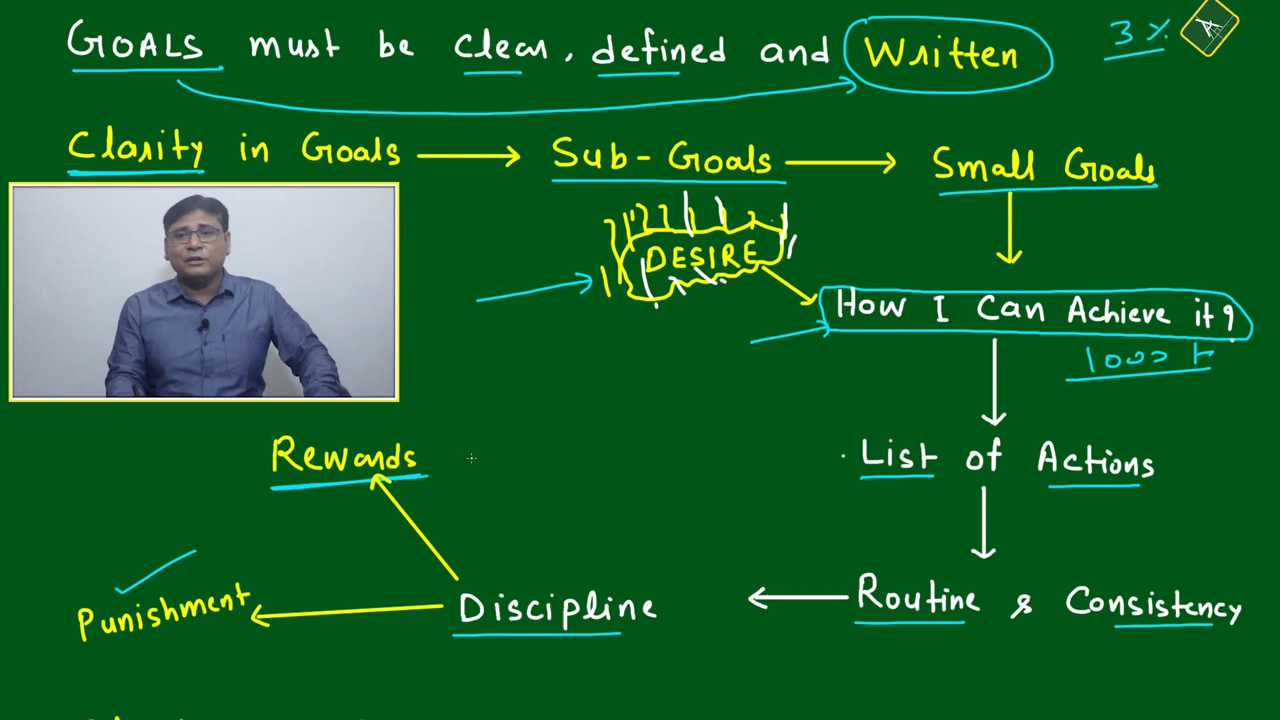 GOALS must be clear, defined and Written
3 %
Clarity in Goals → Sub-Goals → Small Goals
DESIRE
How I Can Achieve it?
1000 +
Rewards
List of Actions
Punishment
Discipline
Routine & Consistency